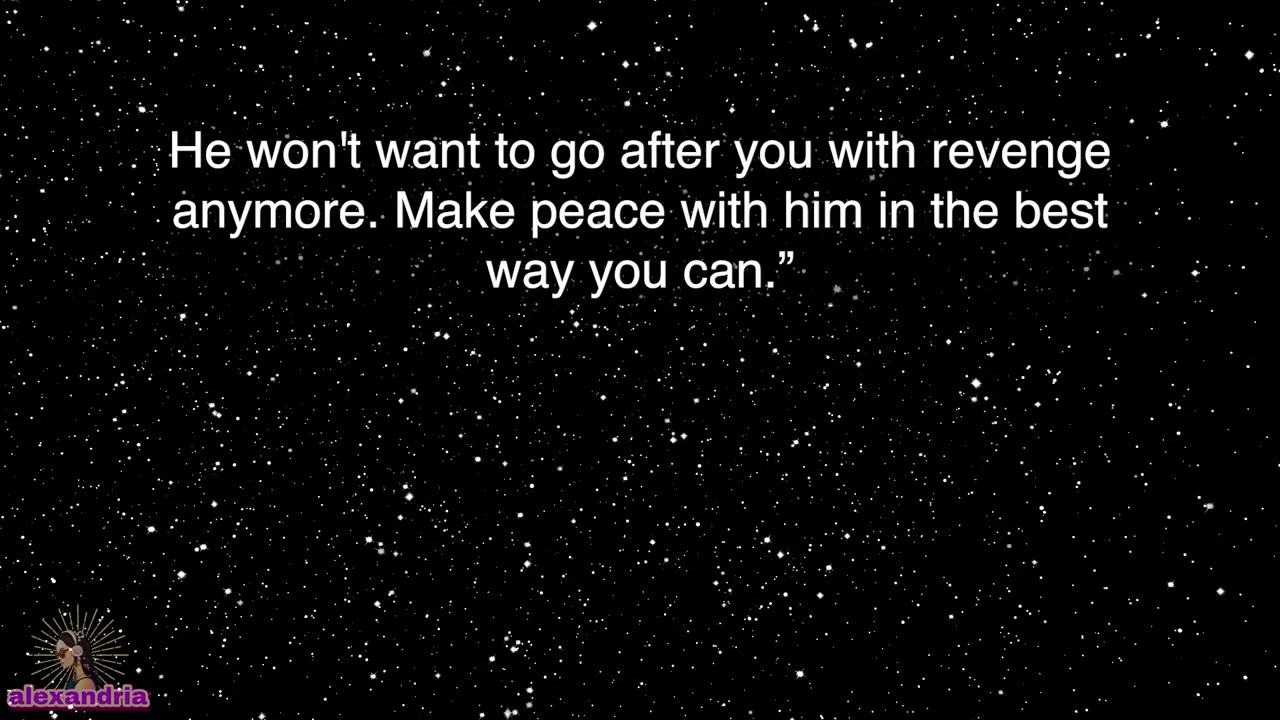 He won't want to go after you with revenge
anymore. Make peace with him in the best
way you can.”
alexandria